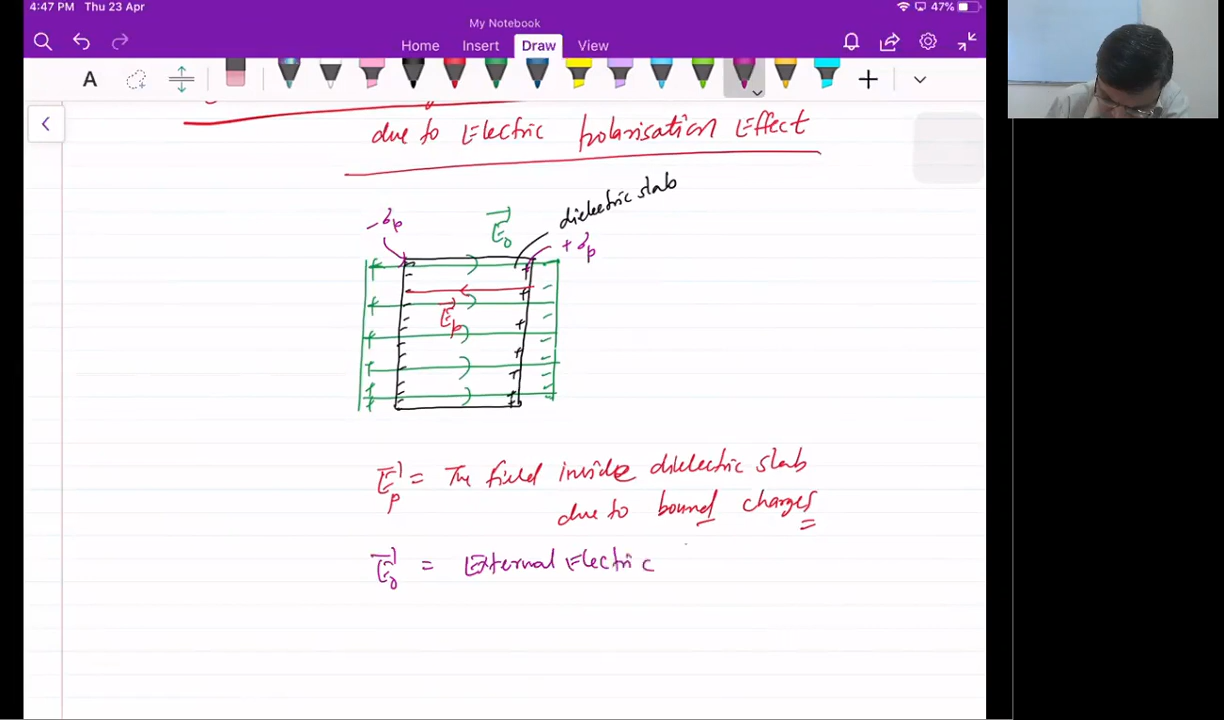 4:47 PM Thu 23 Apr
47%
My Notebook
Home Insert Draw View
A
due to Electric polarisation Effect
dielectric slab
-σp
E0
+σp
Ep
Ep = The field inside dielectric slab
due to bound charges
E0 = External Electric